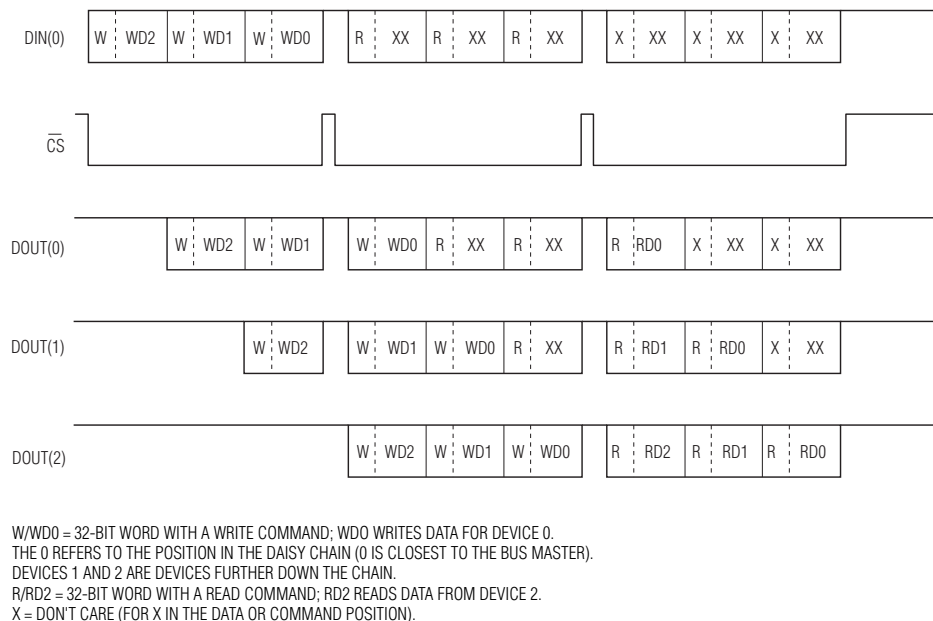 DIN(0) W WD2 W WD1 W WD0 R XX R XX R XX X XX X XX X XX
CS
DOUT(0) W WD2 W WD1 W WD0 R XX R XX R RD0 X XX X XX
DOUT(1) W WD2 W WD1 W WD0 R XX R RD1 R RD0 X XX
DOUT(2) W WD2 W WD1 W WD0 R RD2 R RD1 R RD0
W/WD0 = 32-BIT WORD WITH A WRITE COMMAND; WDO WRITES DATA FOR DEVICE 0.
THE 0 REFERS TO THE POSITION IN THE DAISY CHAIN (0 IS CLOSEST TO THE BUS MASTER).
DEVICES 1 AND 2 ARE DEVICES FURTHER DOWN THE CHAIN.
R/RD2 = 32-BIT WORD WITH A READ COMMAND; RD2 READS DATA FROM DEVICE 2.
X = DON'T CARE (FOR X IN THE DATA OR COMMAND POSITION).